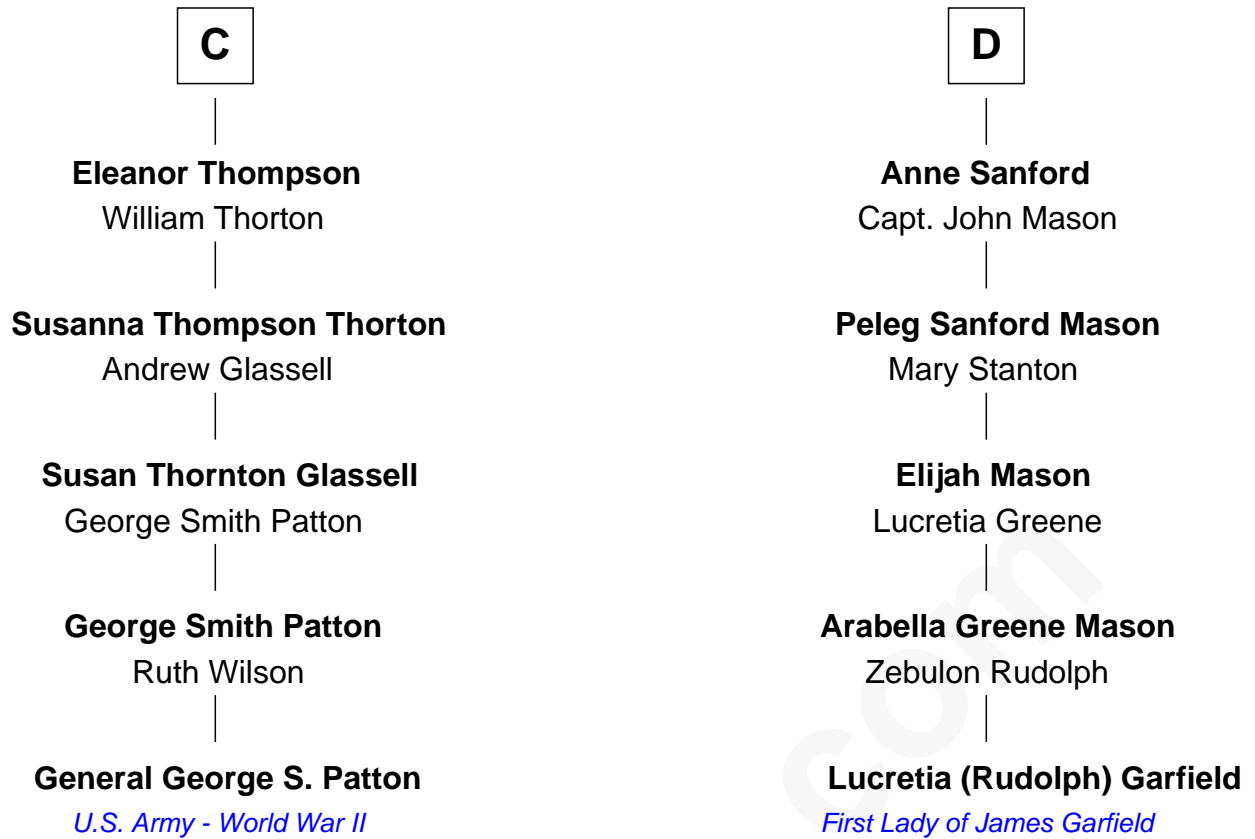 C
Eleanor Thompson
William Thorton
Susanna Thompson Thorton
Andrew Glassell
Susan Thornton Glassell
George Smith Patton
George Smith Patton
Ruth Wilson
General George S. Patton
U.S. Army - World War II
D
Anne Sanford
Capt. John Mason
Peleg Sanford Mason
Mary Stanton
Elijah Mason
Lucretia Greene
Arabella Greene Mason
Zebulon Rudolph
Lucretia (Rudolph) Garfield
First Lady of James Garfield
com